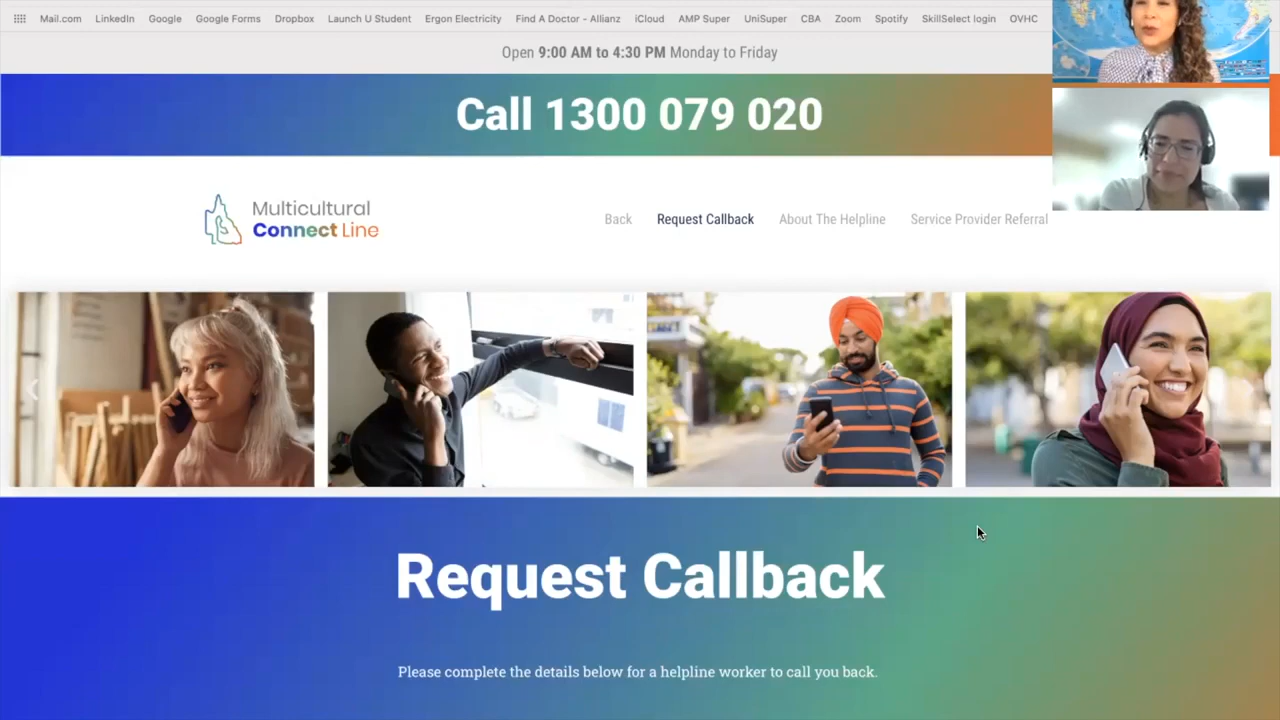 Mail.com LinkedIn Google Google Forms Dropbox Launch U Student Ergon Electricity Find A Doctor - Allianz iCloud AMP Super UniSuper CBA Zoom Spotify SkillSelect login OVHC
Open 9:00 AM to 4:30 PM Monday to Friday
Call 1300 079 020
Multicultural
Connect Line
Back Request Callback About The Helpline Service Provider Referral
Request Callback
Please complete the details below for a helpline worker to call you back.